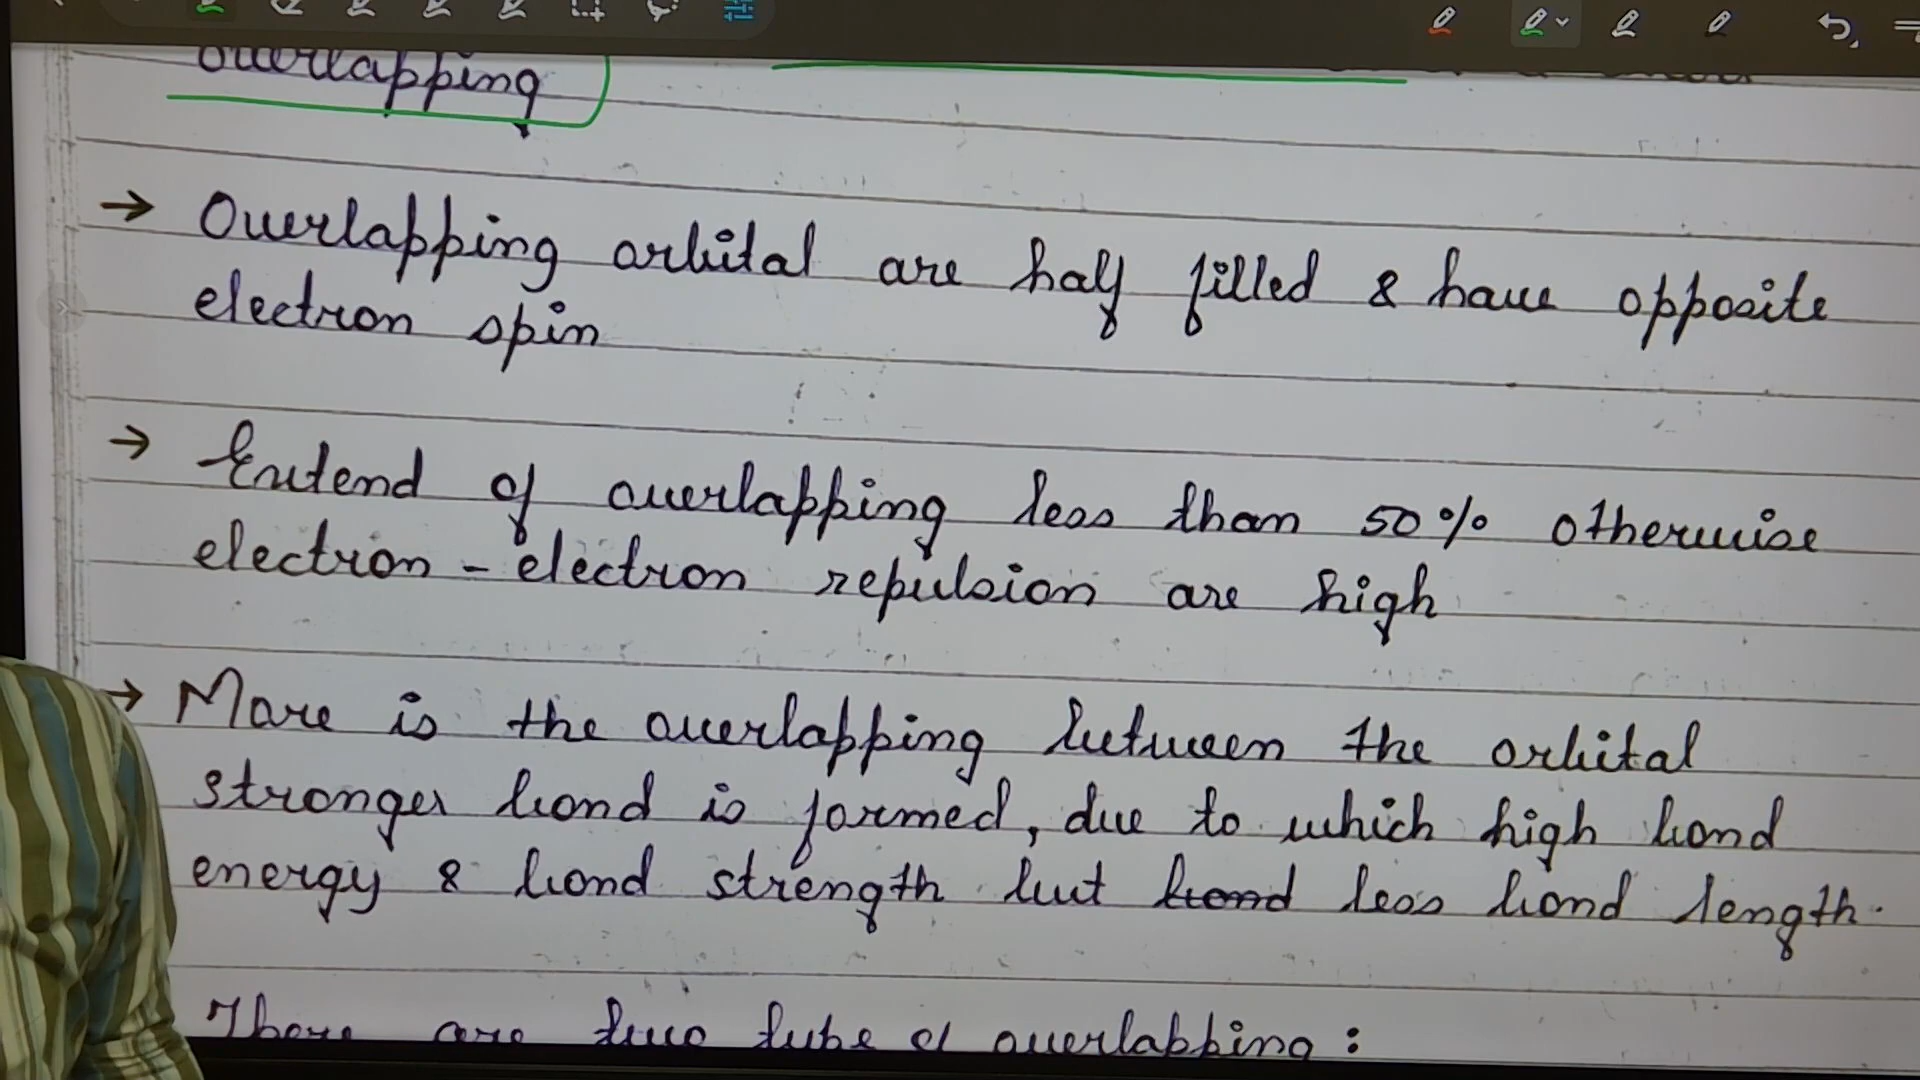 overlapping
→ Overlapping orbital are half filled & have opposite
electron spin
→ Extend of overlapping less than 50% otherwise
electron - electron repulsion are high
→ More is the overlapping between the orbital
stronger bond is formed, due to which high bond
energy & bond strength but bond less bond length.
There are two type of overlapping: